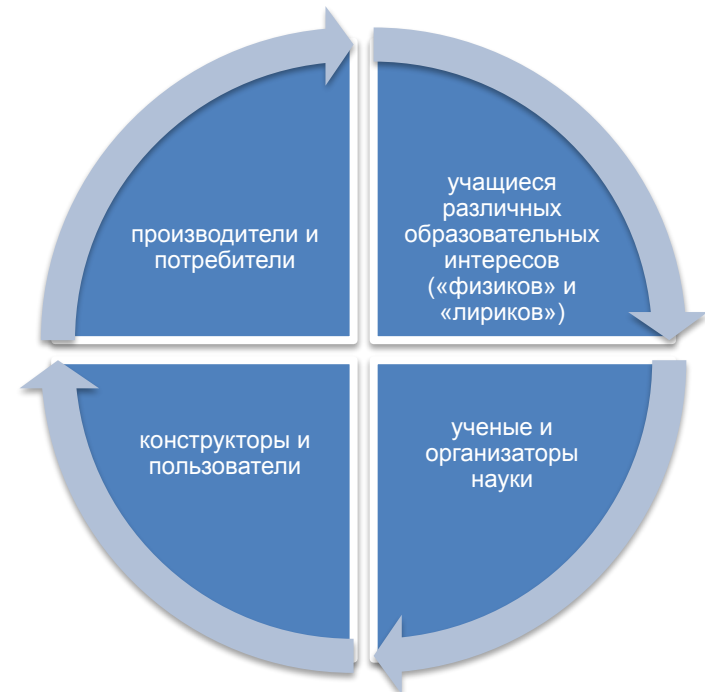 производители и
потребители
учащиеся
различных
образовательных
интересов
(«физиков» и
«лириков»)
конструкторы и
пользователи
ученые и
организаторы
науки